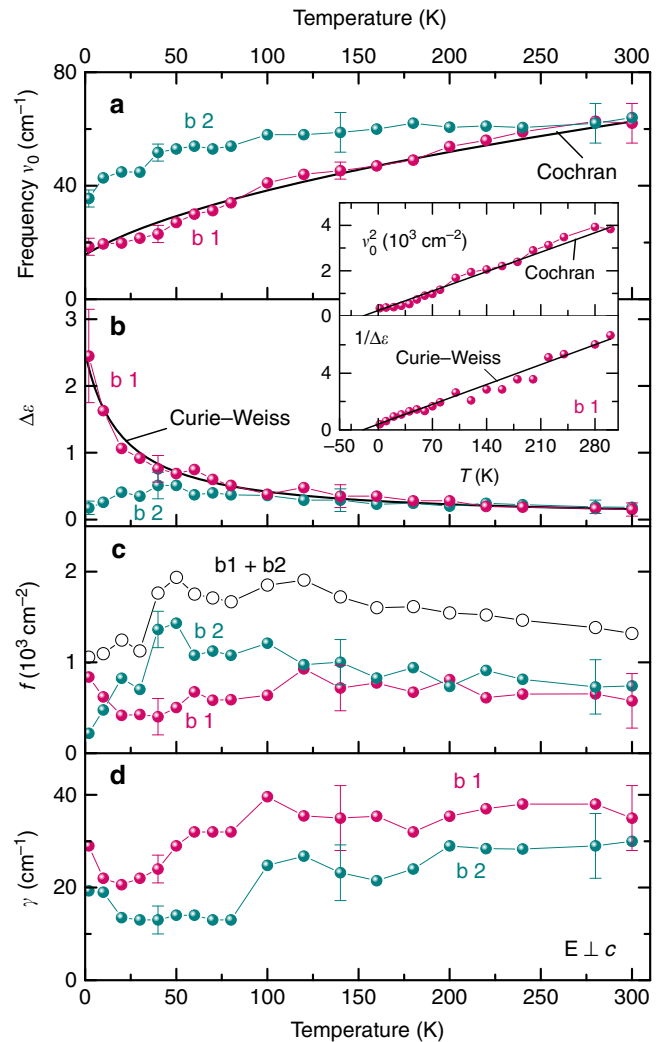 Temperature (K)
0 50 100 150 200 250 300
a
b 2
b 1
Cochran
Frequency ν₀ (cm⁻¹)
80
40
0
ν₀² (10³ cm⁻²)
Cochran
4
2
0
1/Δε
Curie–Weiss
b 1
4
0
–50 0 70 140 210 280
T (K)
b
b 1
Curie–Weiss
b 2
Δε
3
2
1
0
c
b1 + b2
b 2
b 1
f (10³ cm⁻²)
2
1
0
d
b 1
b 2
γ (cm⁻¹)
40
20
0
E ⊥ c
0 50 100 150 200 250 300
Temperature (K)